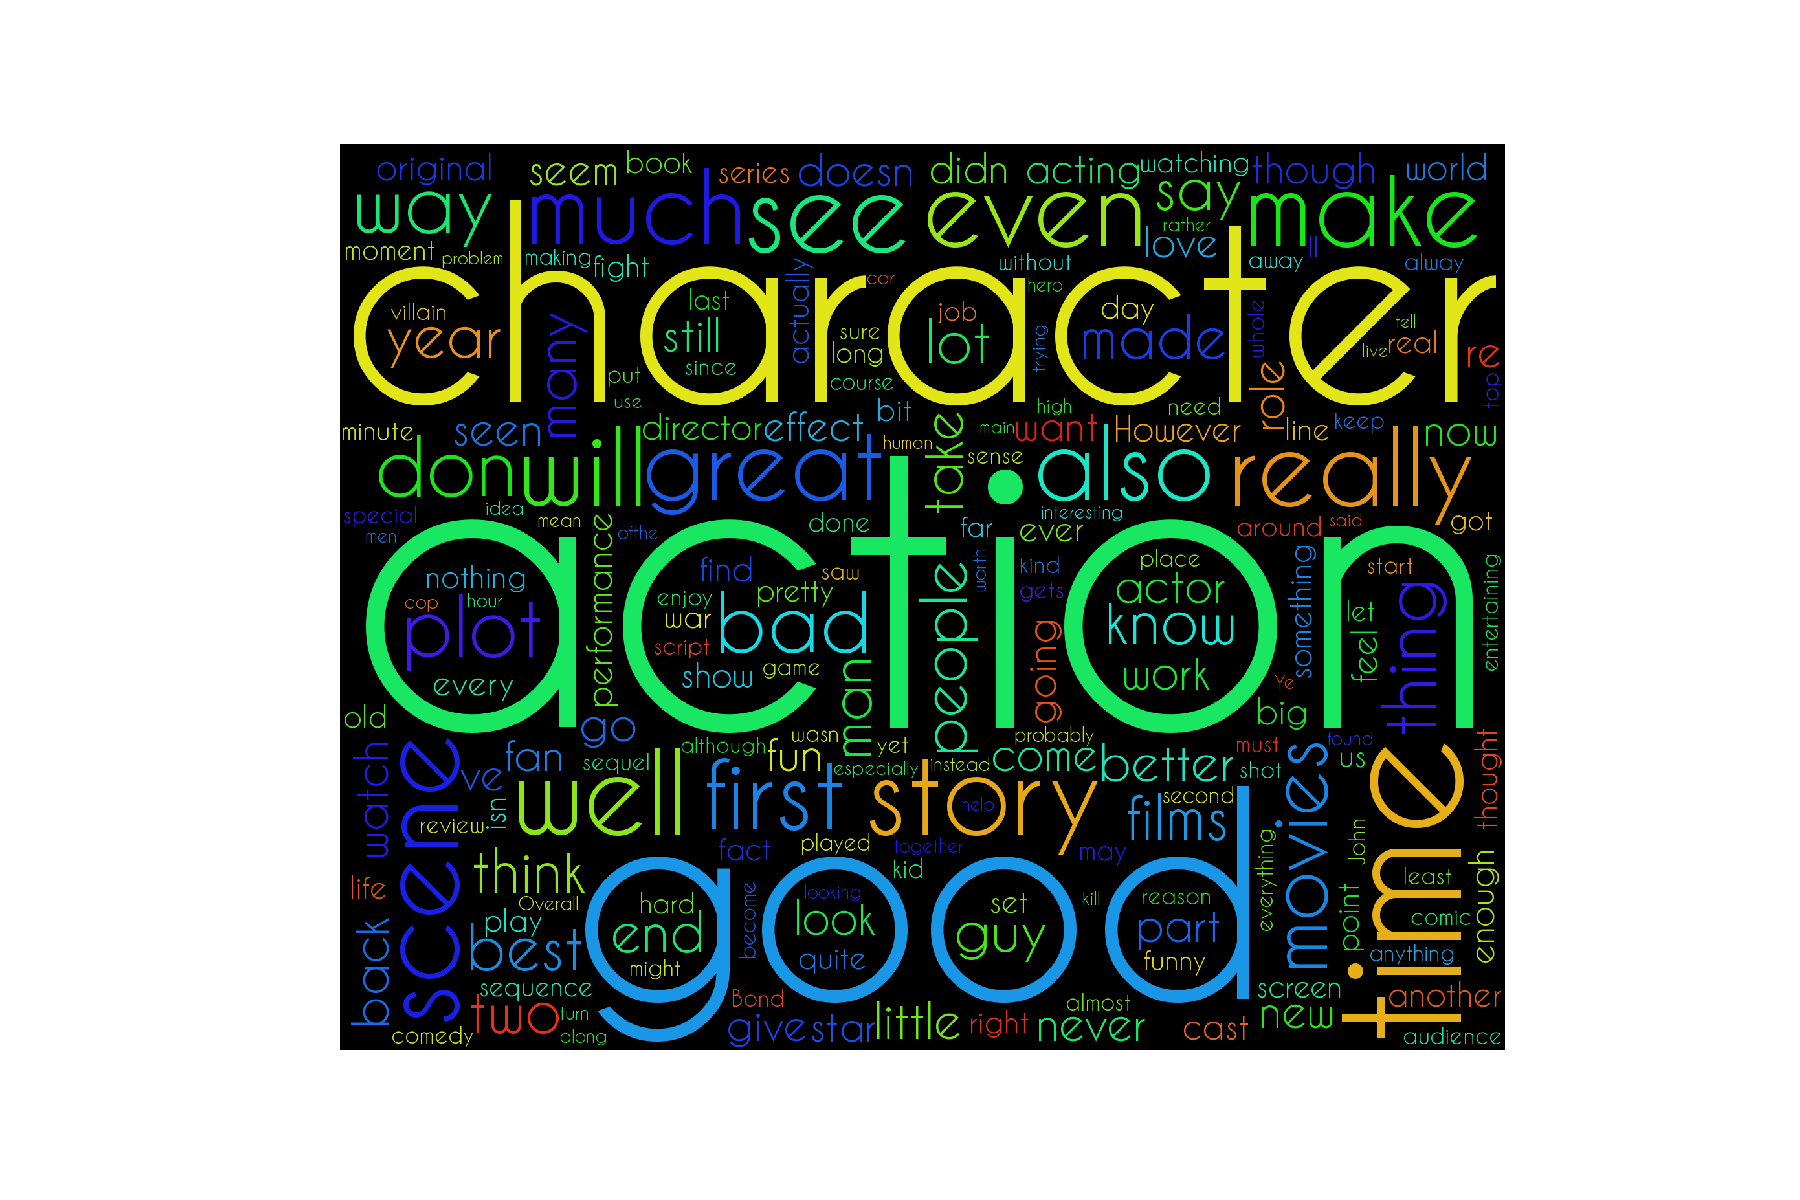 original seem book series doesn didn acting watching though world
way much see even say rather make
moment problem making fight love ll
without away alway
character
villain last actually car hero job day whole tell
year many still sure lot trying made live real re
since long
put course top
use bit high need role
minute seen director effect main want However line keep now
human
don will great take sense also really
special idea mean interesting
men ofthe done far ever around said got
action
nothing find saw worth kind place something start entertaining
cop hour performance enjoy pretty gets actor let
plot war bad people know feel thing
script game going
every show man work Ve
old go wasn probably big
although fun yet must found us
watch ve fan sequel especially instead come better shot movies thought
scene isn well first story help films second time
review
fact played together may everything John
think kid
life Overall hard looking reason least enough
become set kill point comic
play end look guy part
back best might quite funny anything
sequence Bond almost screen another
two turn give star little right never cast new
comedy along audience